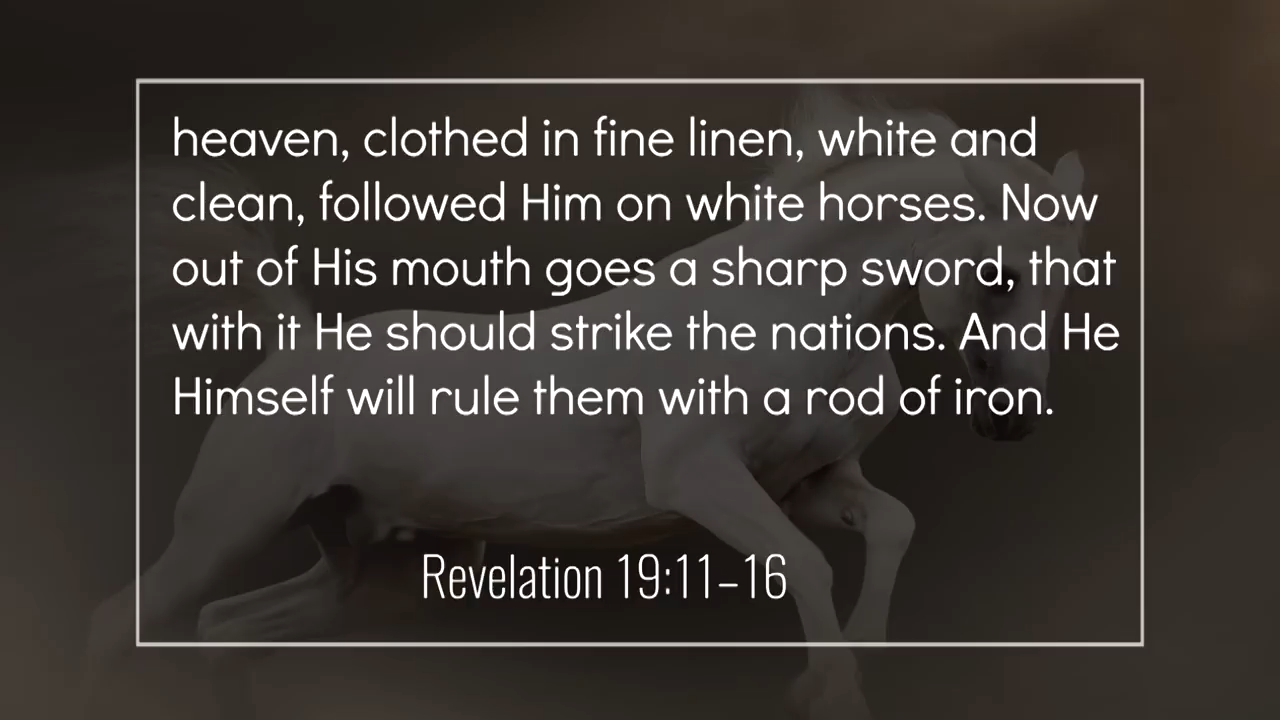 heaven, clothed in fine linen, white and
clean, followed Him on white horses. Now
out of His mouth goes a sharp sword, that
with it He should strike the nations. And He
Himself will rule them with a rod of iron.
Revelation 19:11–16